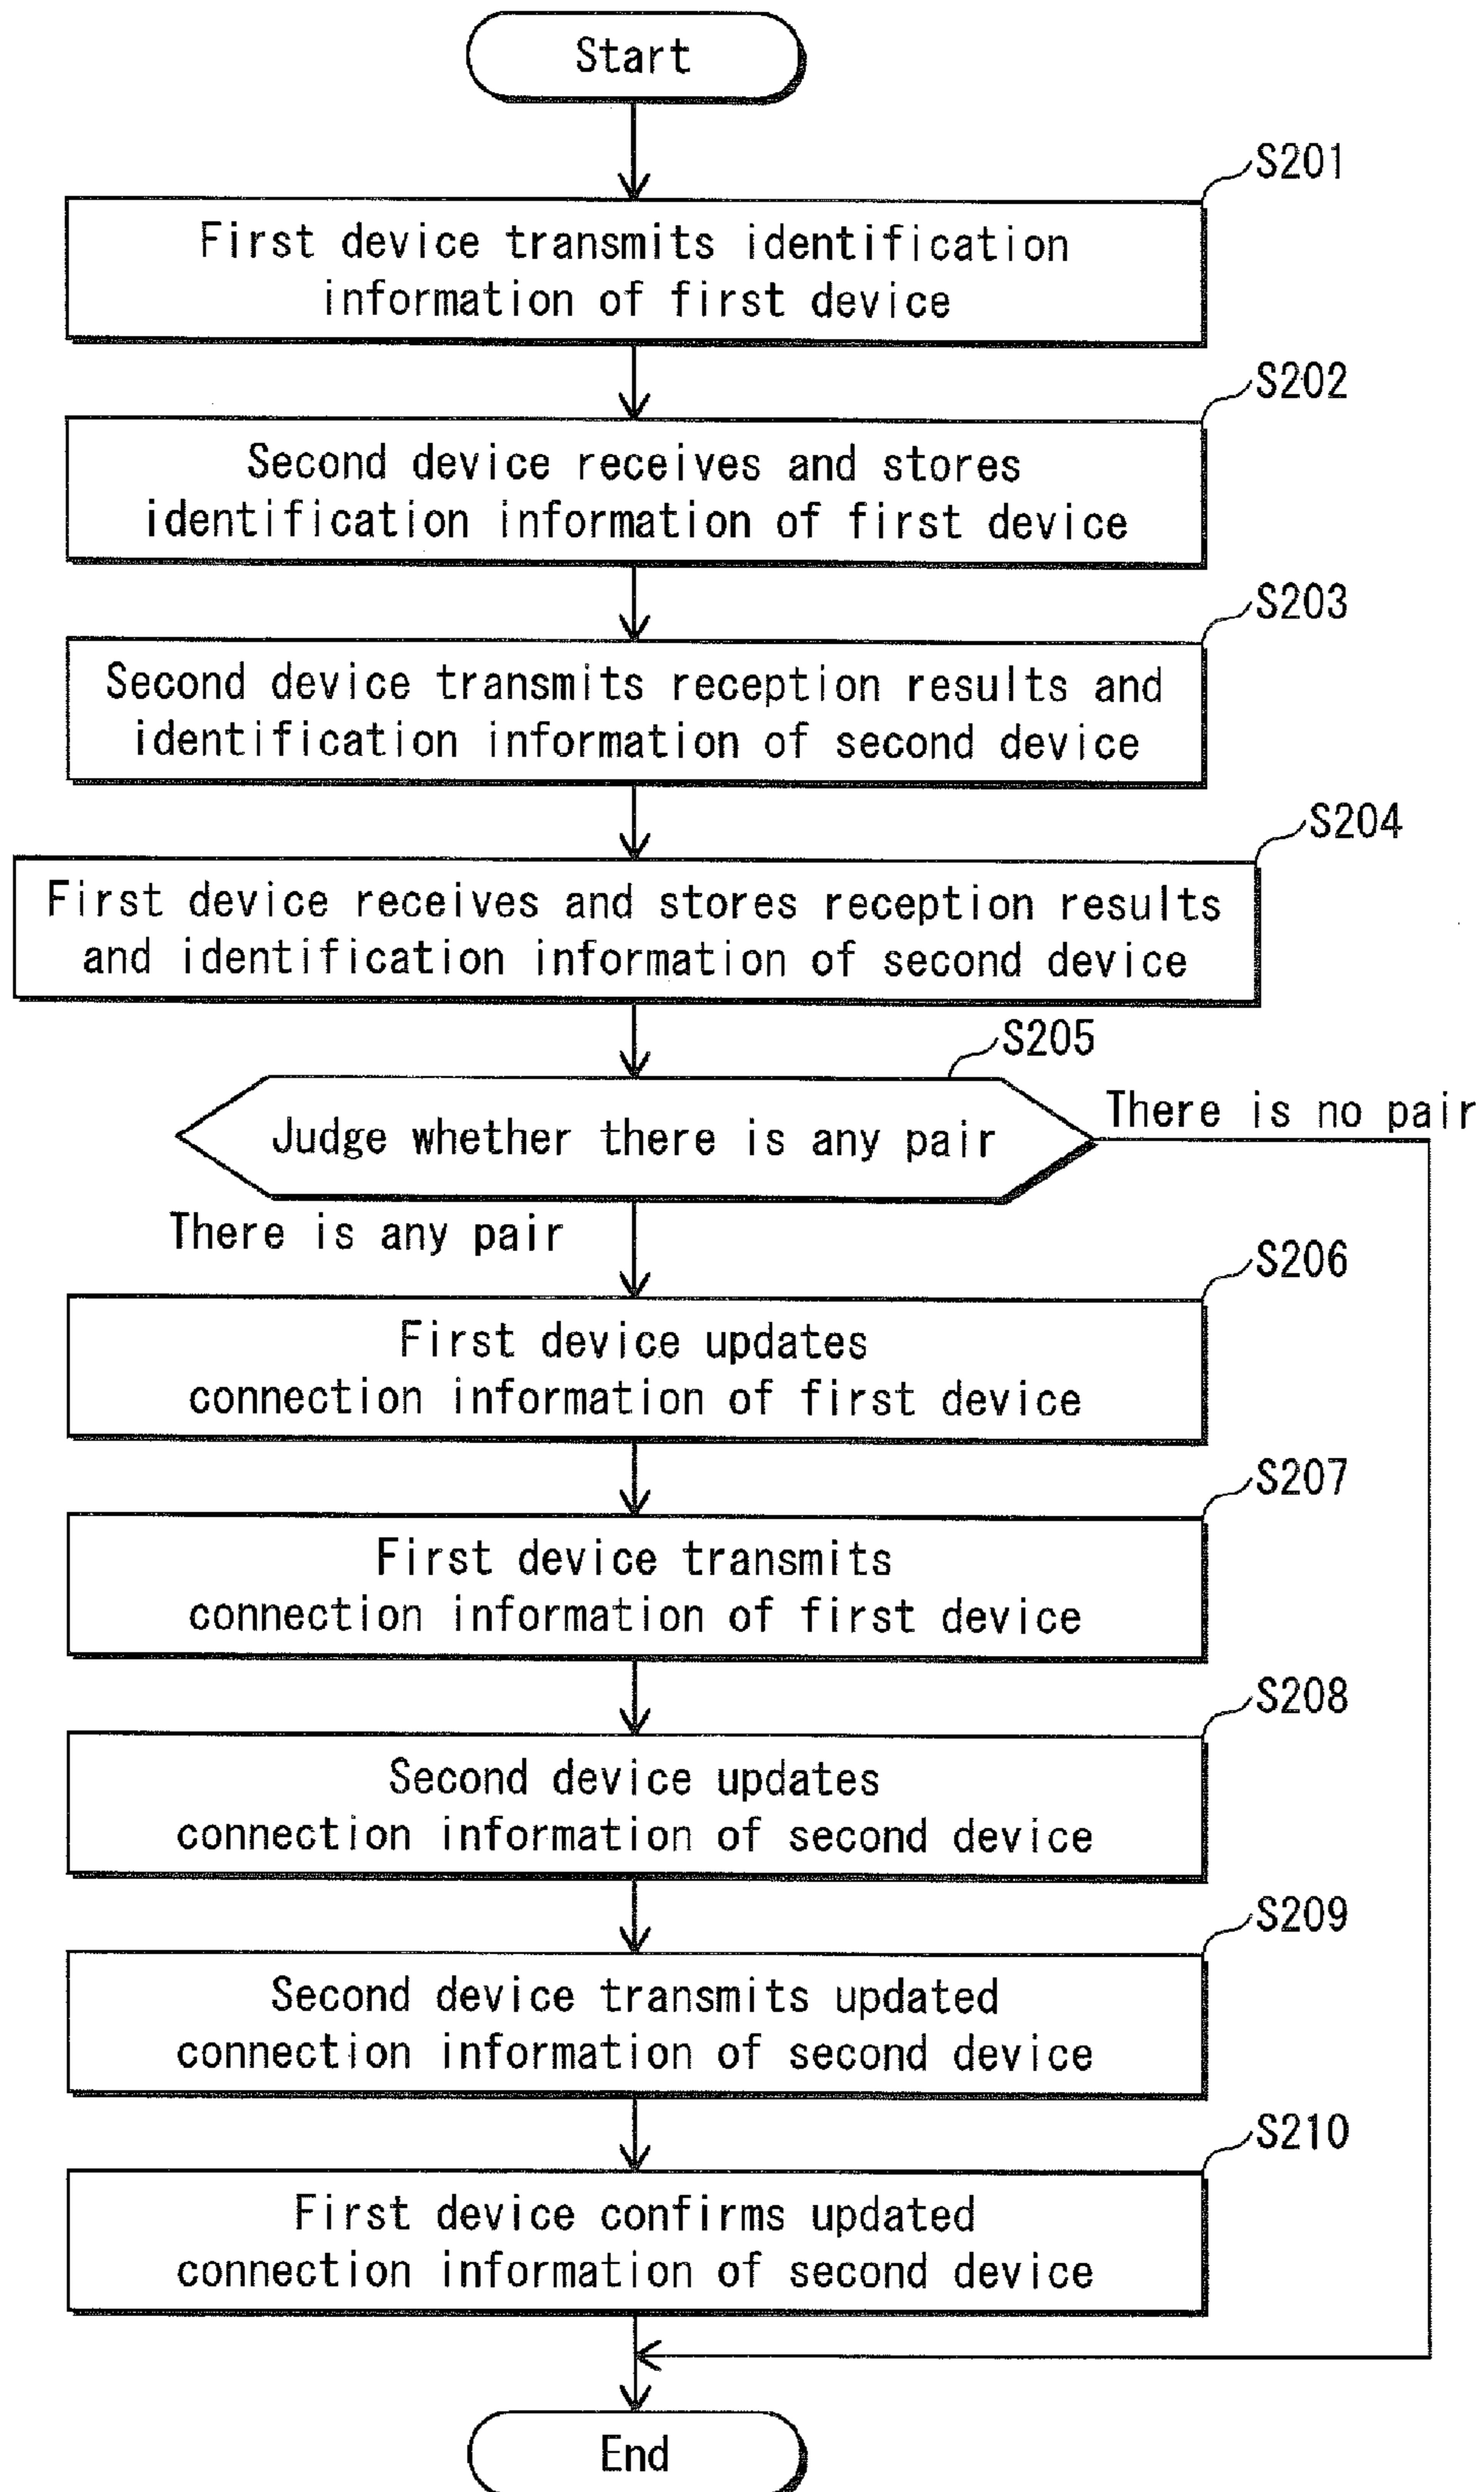 Start
S201
First device transmits identification
information of first device
S202
Second device receives and stores
identification information of first device
S203
Second device transmits reception results and
identification information of second device
S204
First device receives and stores reception results
and identification information of second device
S205
Judge whether there is any pair
There is no pair
There is any pair
S206
First device updates
connection information of first device
S207
First device transmits
connection information of first device
S208
Second device updates
connection information of second device
S209
Second device transmits updated
connection information of second device
S210
First device confirms updated
connection information of second device
End